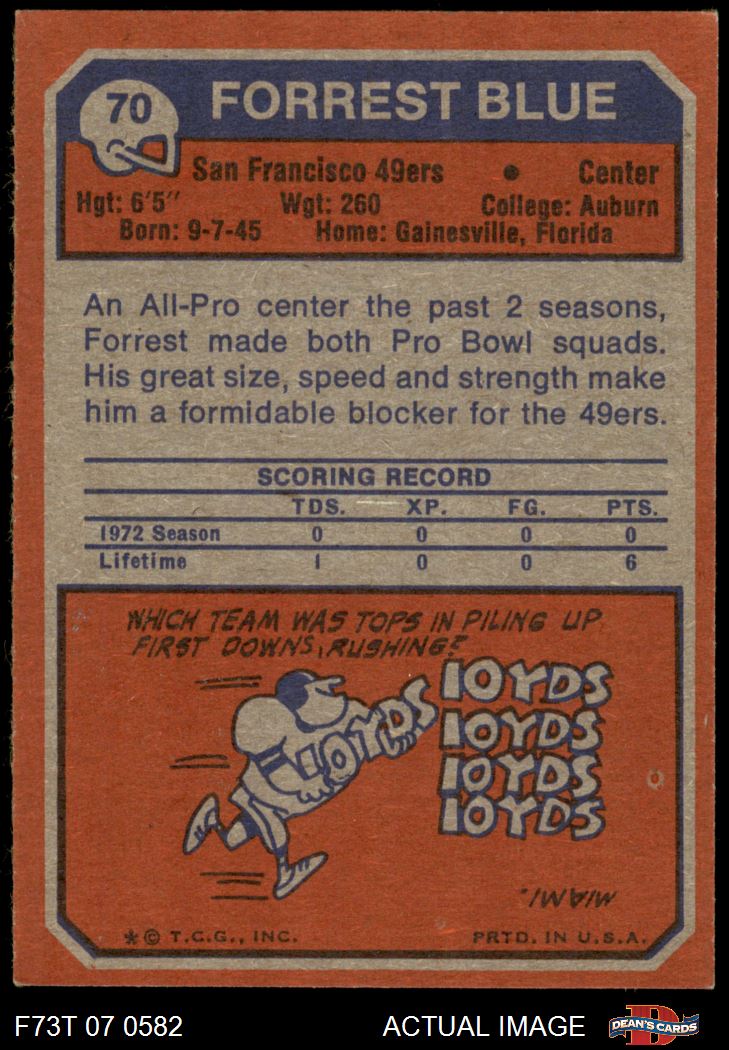 70 FORREST BLUE
San Francisco 49ers • Center
Hgt: 6'5" Wgt: 260 College: Auburn
Born: 9-7-45 Home: Gainesville, Florida
An All-Pro center the past 2 seasons,
Forrest made both Pro Bowl squads.
His great size, speed and strength make
him a formidable blocker for the 49ers.
SCORING RECORD
TDS. XP. FG. PTS.
1972 Season 0 0 0 0
Lifetime 1 0 0 6
WHICH TEAM WAS TOPS IN PILING UP
FIRST DOWNS, RUSHING?
10YDS 10YDS
10YDS
10YDS
10YDS
MIAMI.
* © T.C.G., INC. PRTD. IN U.S.A.
F73T 07 0582 ACTUAL IMAGE DEAN'S CARDS